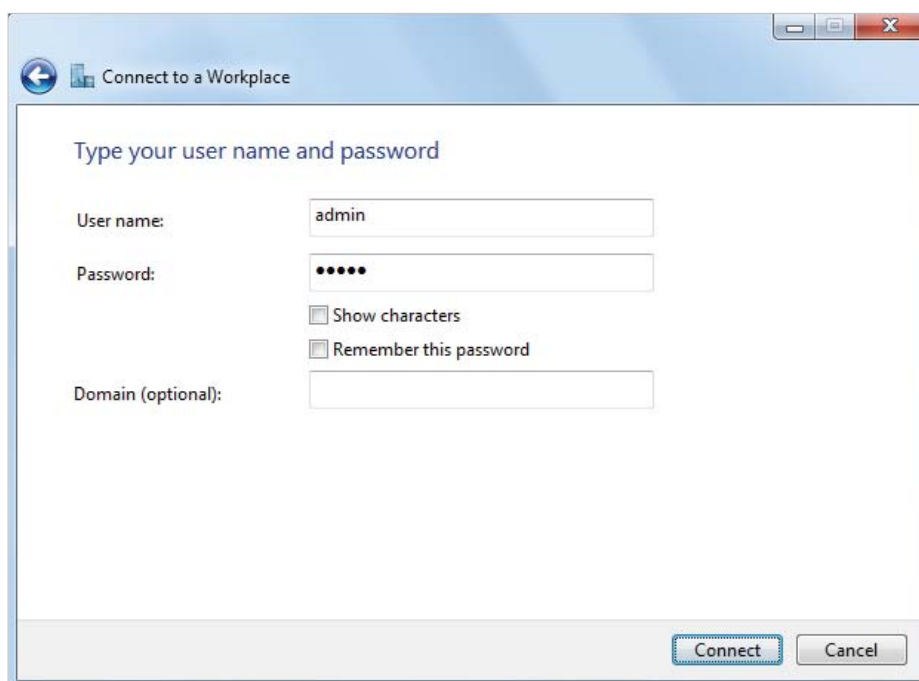 Connect to a Workplace
Type your user name and password
User name:
admin
Password:
•••••
Show characters
Remember this password
Domain (optional):
Connect
Cancel